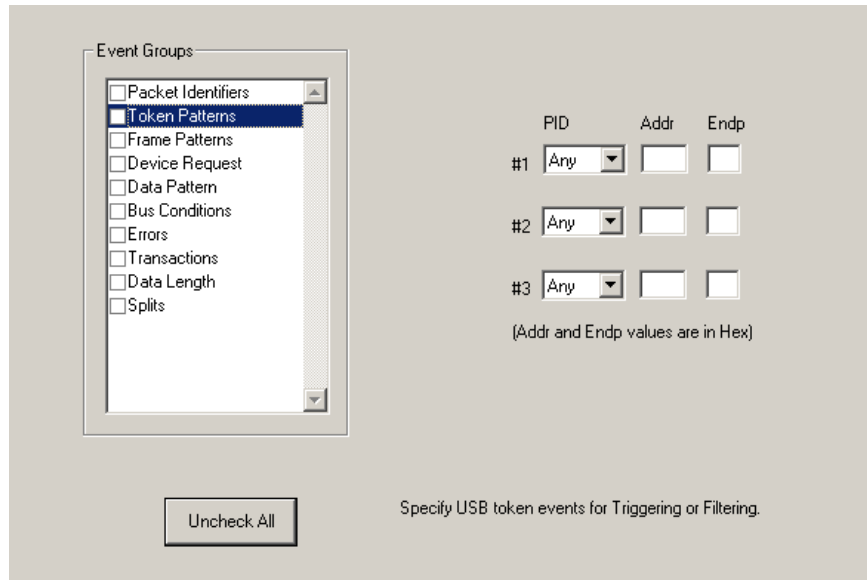 Event Groups
Packet Identifiers
Token Patterns
Frame Patterns
Device Request
Data Pattern
Bus Conditions
Errors
Transactions
Data Length
Splits
PID Addr Endp
#1 Any
#2 Any
#3 Any
(Addr and Endp values are in Hex)
Uncheck All
Specify USB token events for Triggering or Filtering.